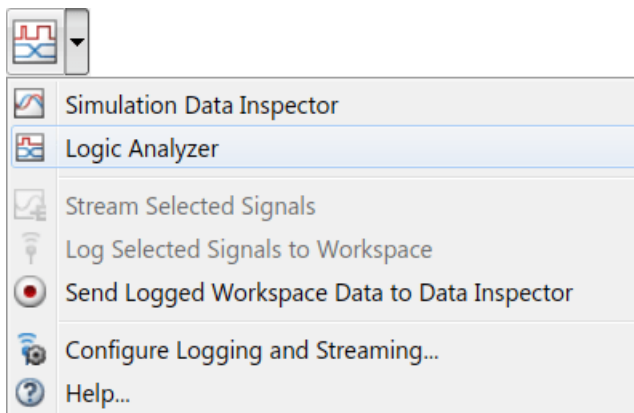 Simulation Data Inspector
Logic Analyzer
Stream Selected Signals
Log Selected Signals to Workspace
Send Logged Workspace Data to Data Inspector
Configure Logging and Streaming...
Help...